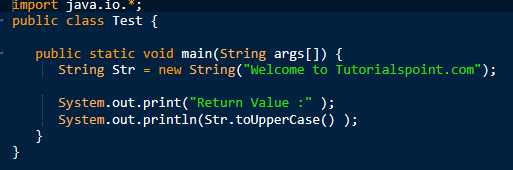 import java.io.*;
public class Test {
public static void main(String args[]) {
String Str = new String("Welcome to Tutorialspoint.com");
System.out.print("Return Value :" );
System.out.println(Str.toUpperCase() );
}
}